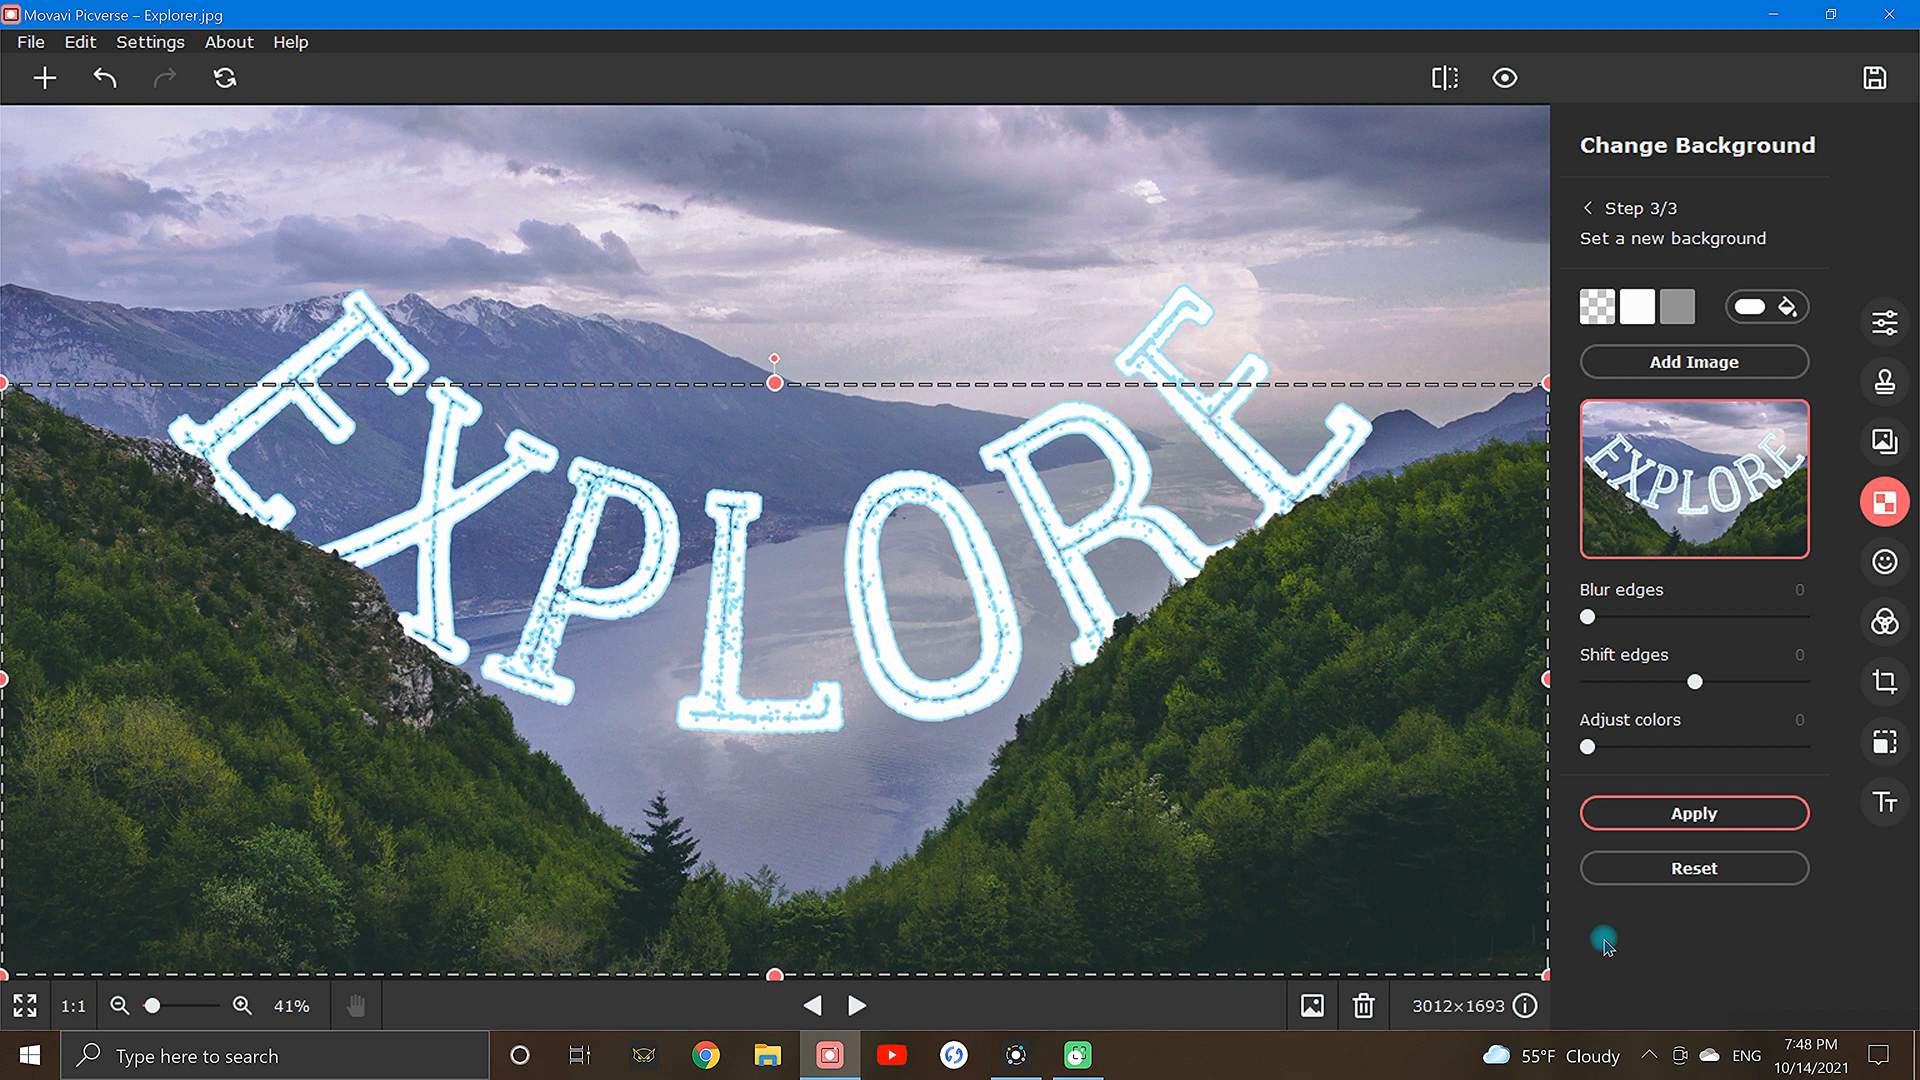 Movavi Picverse – Explorer.jpg
File Edit Settings About Help
Change Background
Step 3/3
Set a new background
Add Image
EXPLORE
EXPLORE
Blur edges 0
Shift edges 0
Adjust colors 0
Apply
Reset
1:1 41% 3012×1693
Type here to search
55°F Cloudy ENG
7:48 PM
10/14/2021